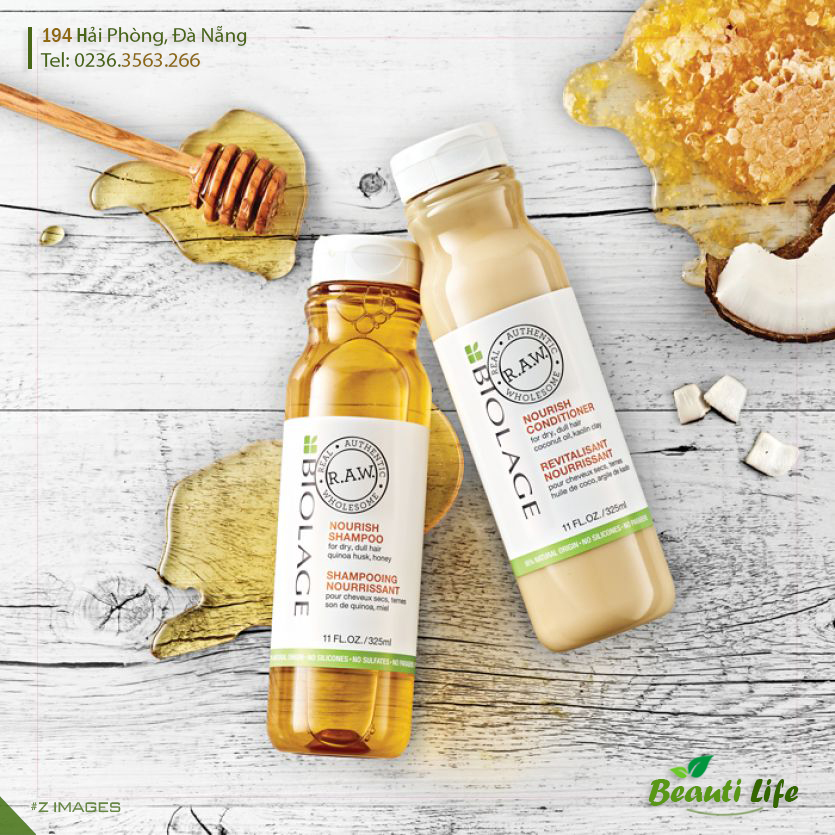 194 Hải Phòng, Đà Nẵng
Tel: 0236.3563.266
REAL • AUTHENTIC • WHOLESOME
R.A.W.
BIOLAGE
NOURISH
SHAMPOO
for dry, dull hair
quinoa husk, honey
SHAMPOOING
NOURRISSANT
pour cheveux secs, ternes
son de quinoa, miel
11 FL.OZ./325ml
NATURAL ORIGIN • NO SILICONES • NO SULFATES • NO PARABENS
REAL • AUTHENTIC • WHOLESOME
R.A.W.
BIOLAGE
NOURISH
CONDITIONER
for dry, dull hair
coconut oil, kaolin clay
REVITALISANT
NOURRISSANT
pour cheveux secs, ternes
huile de coco, argile de kaolin
11 FL.OZ./325ml
NATURAL ORIGIN • NO SILICONES • NO PARABENS
#Z IMAGES
Beauti Life